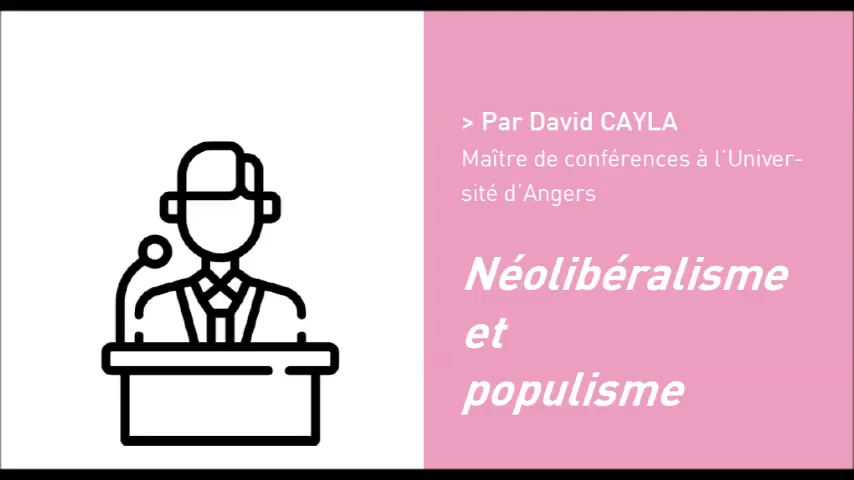 > Par David CAYLA
Maître de conférences à l'Univer-
sité d'Angers
Néolibéralisme
et
populisme